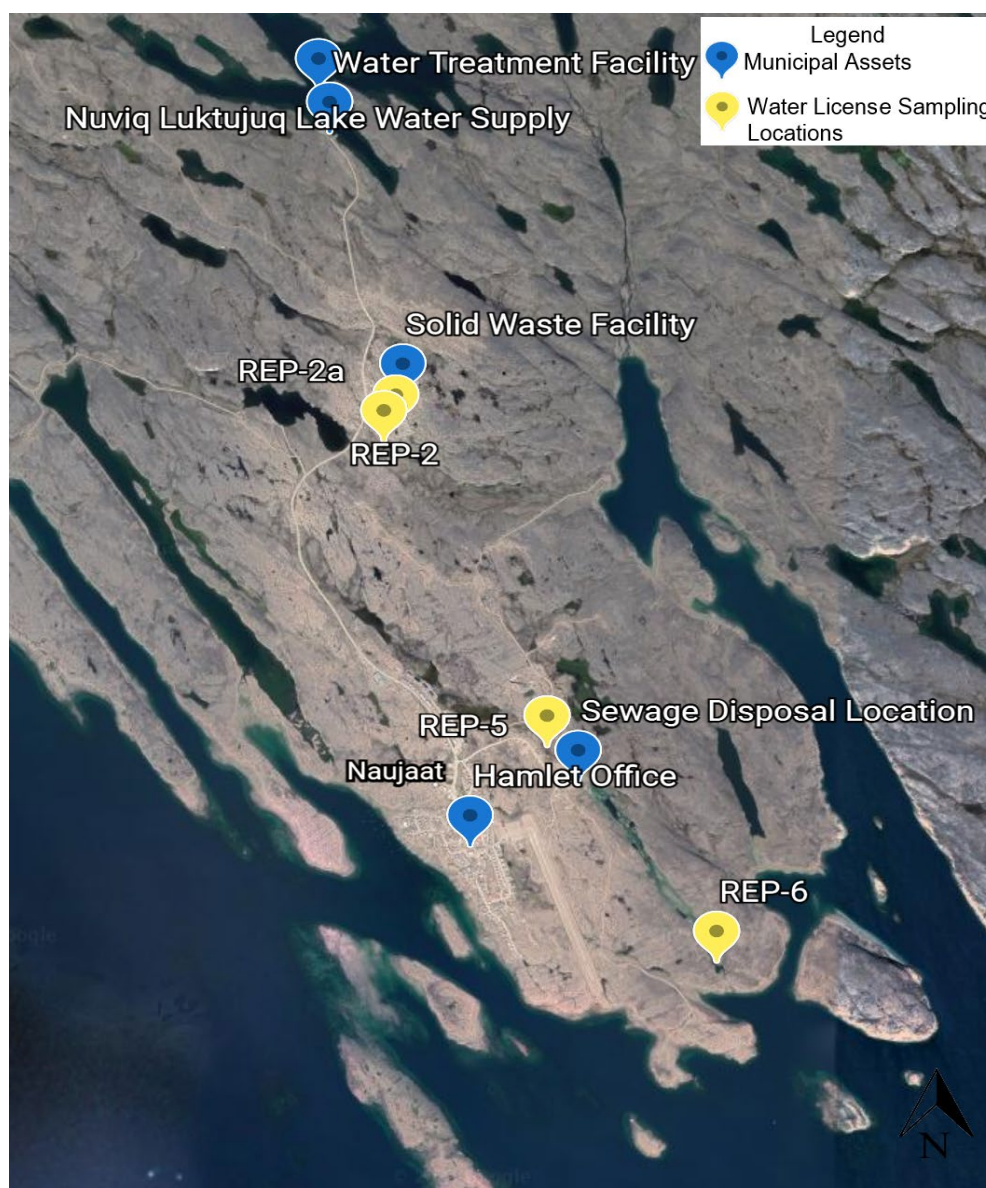 Legend
Municipal Assets
Water License Sampling
Locations
Water Treatment Facility
Nuviq Luktujuq Lake Water Supply
Solid Waste Facility
REP-2a
REP-2
Sewage Disposal Location
REP-5
Naujaat
Hamlet Office
REP-6
N